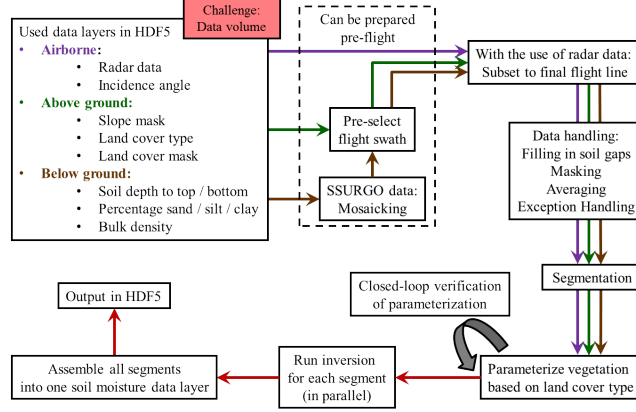 Used data layers in HDF5
Challenge:
Data volume
• Airborne:
• Radar data
• Incidence angle
• Above ground:
• Slope mask
• Land cover type
• Land cover mask
• Below ground:
• Soil depth to top / bottom
• Percentage sand / silt / clay
• Bulk density
Can be prepared
pre-flight
Pre-select
flight swath
SSURGO data:
Mosaicking
With the use of radar data:
Subset to final flight line
Data handling:
Filling in soil gaps
Masking
Averaging
Exception Handling
Segmentation
Closed-loop verification
of parameterization
Parameterize vegetation
based on land cover type
Run inversion
for each segment
(in parallel)
Assemble all segments
into one soil moisture data layer
Output in HDF5